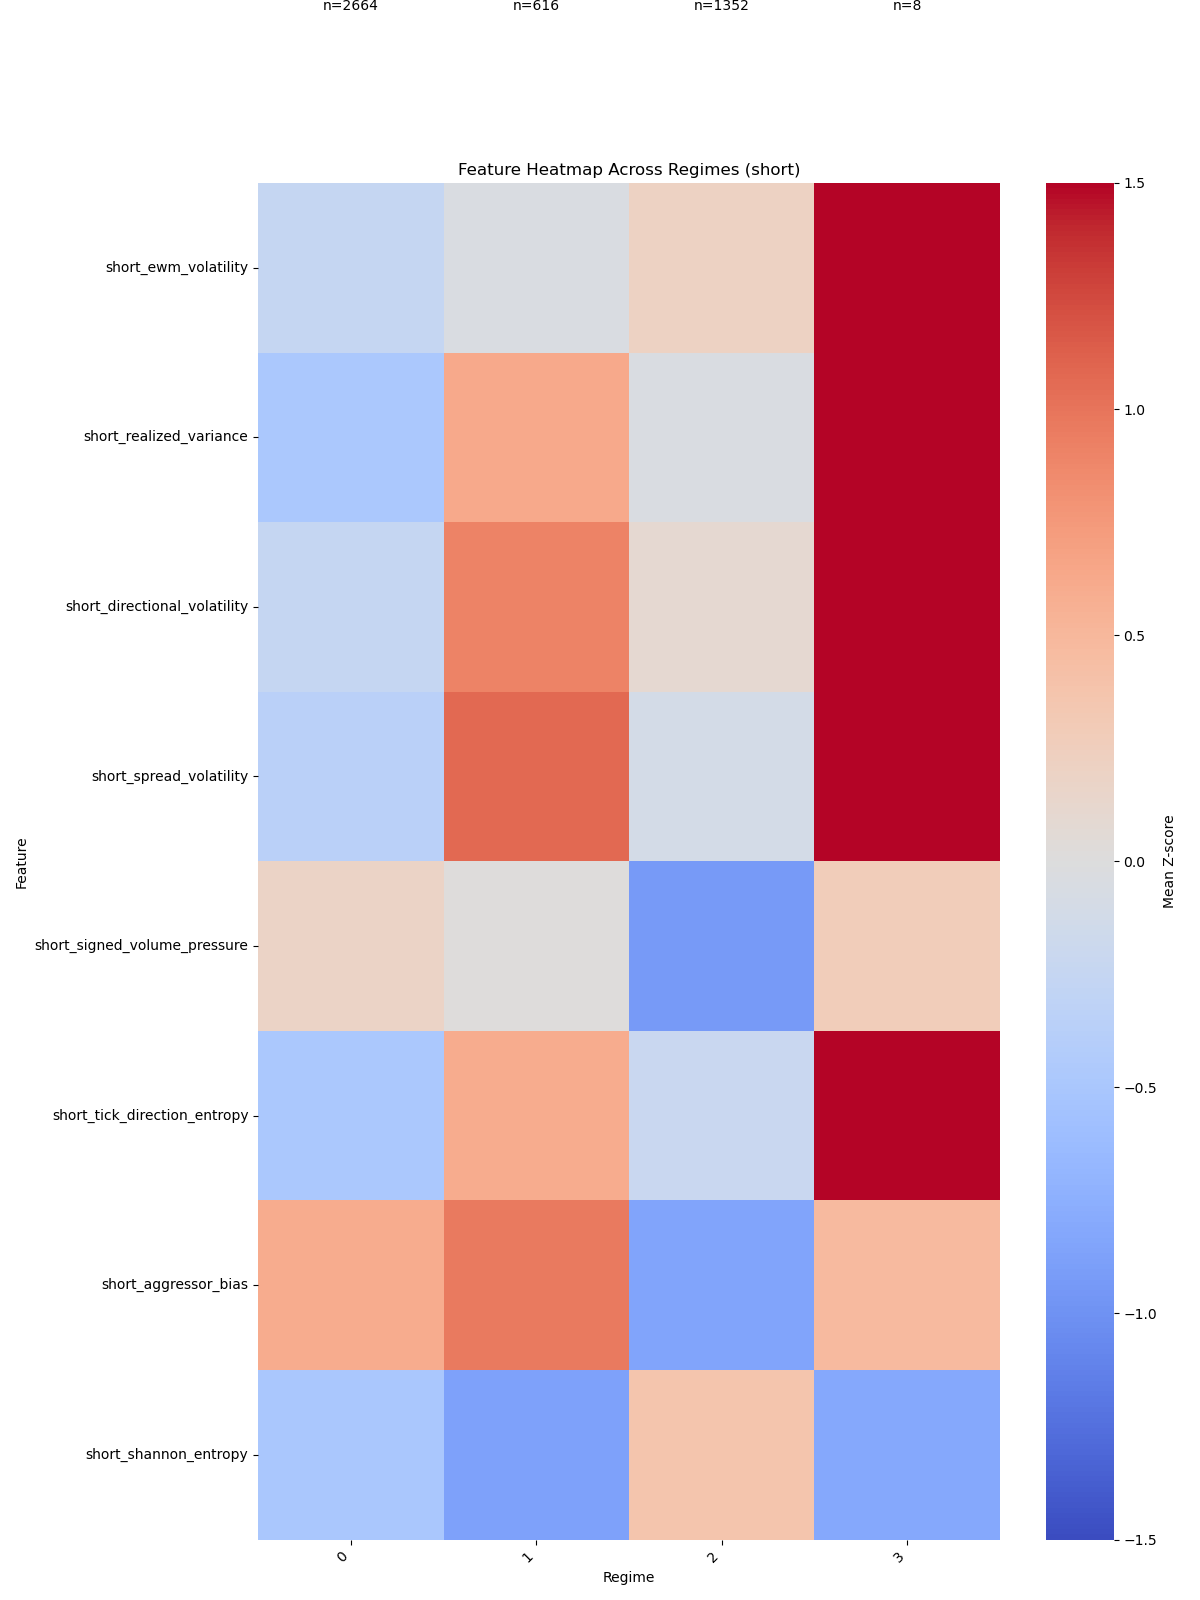 n=2664 n=616 n=1352 n=8
Feature Heatmap Across Regimes (short)
short_ewm_volatility
short_realized_variance
short_directional_volatility
short_spread_volatility
short_signed_volume_pressure
short_tick_direction_entropy
short_aggressor_bias
short_shannon_entropy
Feature
0 1 2 3
Regime
1.5
1.0
0.5
0.0
−0.5
−1.0
−1.5
Mean Z-score